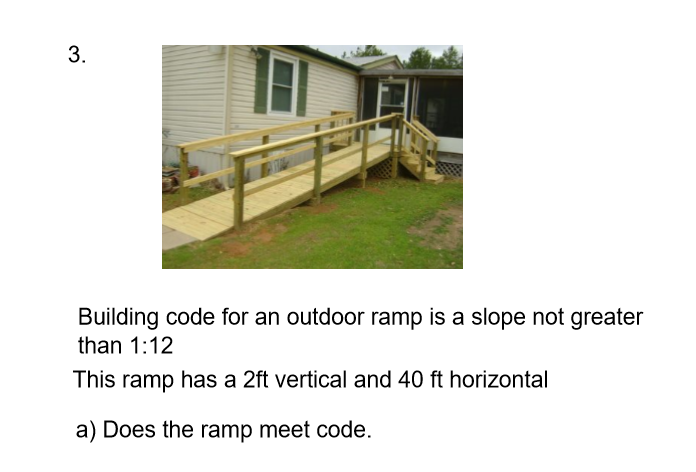 3.
Building code for an outdoor ramp is a slope not greater
than 1:12
This ramp has a 2ft vertical and 40 ft horizontal
a) Does the ramp meet code.